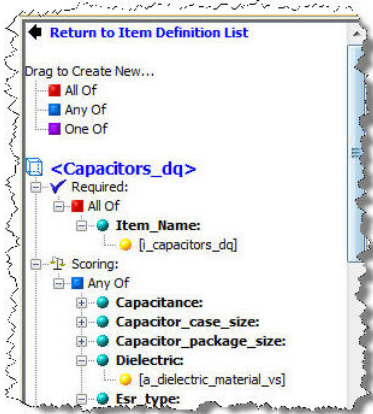 Return to Item Definition List
Drag to Create New...
All Of
Any Of
One Of
<Capacitors_dq>
Required:
All Of
Item_Name:
[i_capacitors_dq]
Scoring:
Any Of
Capacitance:
Capacitor_case_size:
Capacitor_package_size:
Dielectric:
[a_dielectric_material_vs]
Esr_type: